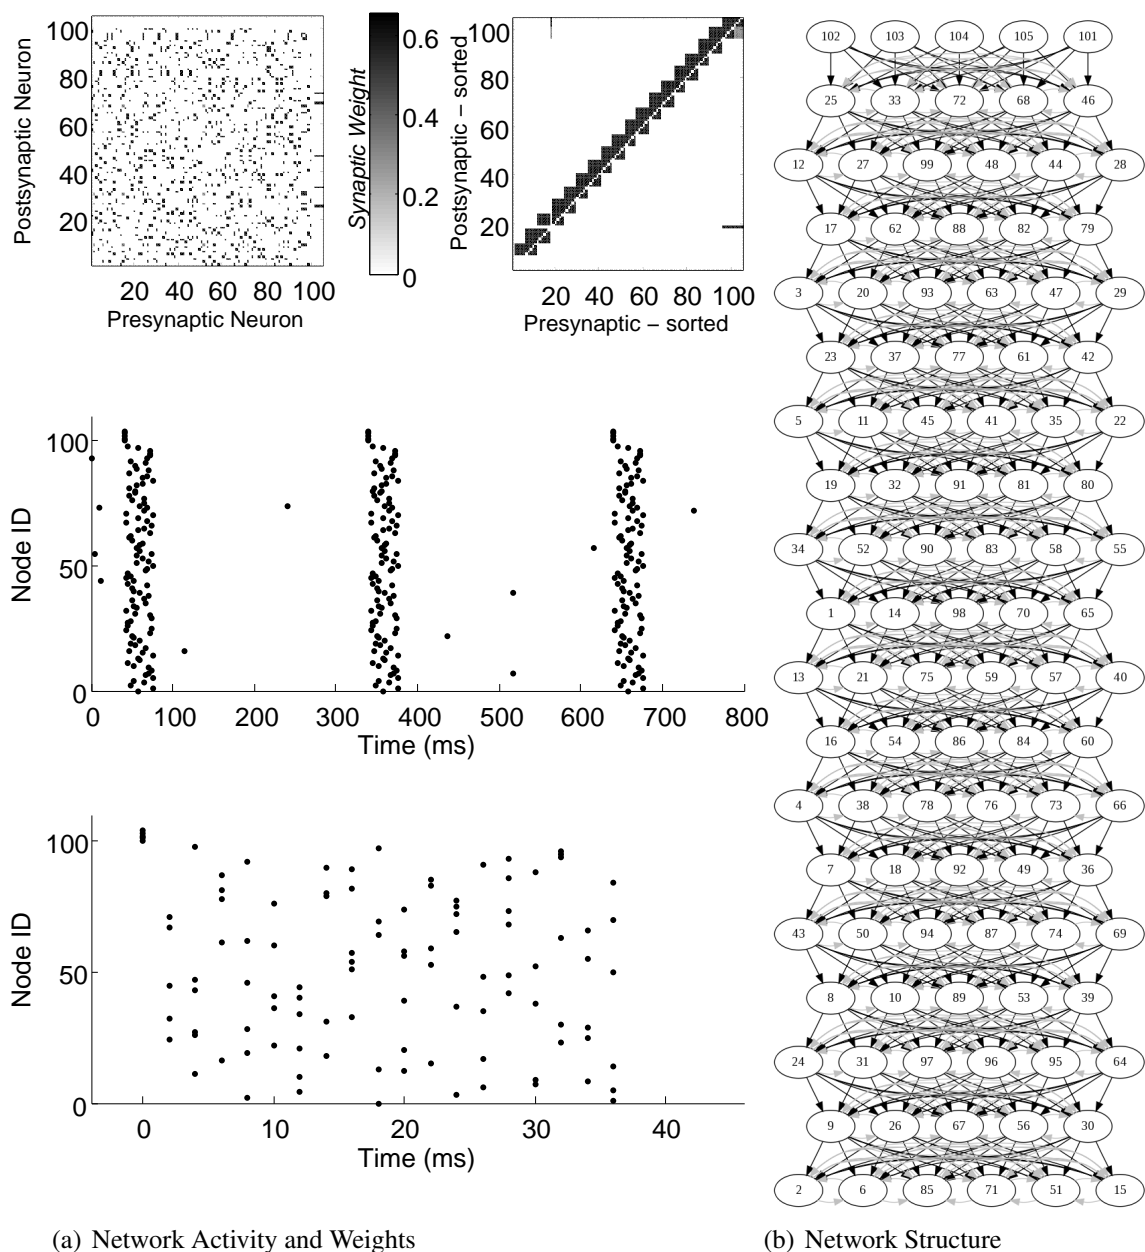 100
80
60
40
20
Postsynaptic Neuron
20 40 60 80 100
Presynaptic Neuron
0.6
0.4
0.2
0
Synaptic Weight
100
80
60
40
20
Postsynaptic – sorted
20 40 60 80 100
Presynaptic – sorted
100
50
0
Node ID
0 100 200 300 400 500 600 700 800
Time (ms)
100
50
0
Node ID
0 10 20 30 40
Time (ms)
(a) Network Activity and Weights
102 103 104 105 101
25 33 72 68 46
12 27 99 48 44 28
17 62 88 82 79
3 20 93 63 47 29
23 37 77 61 42
5 11 45 41 35 22
19 32 91 81 80
34 52 90 83 58 55
1 14 98 70 65
13 21 75 59 57 40
16 54 86 84 60
4 38 78 76 73 66
7 18 92 49 36
43 50 94 87 74 69
8 10 89 53 39
24 31 97 96 95 64
9 26 67 56 30
2 6 85 71 51 15
(b) Network Structure